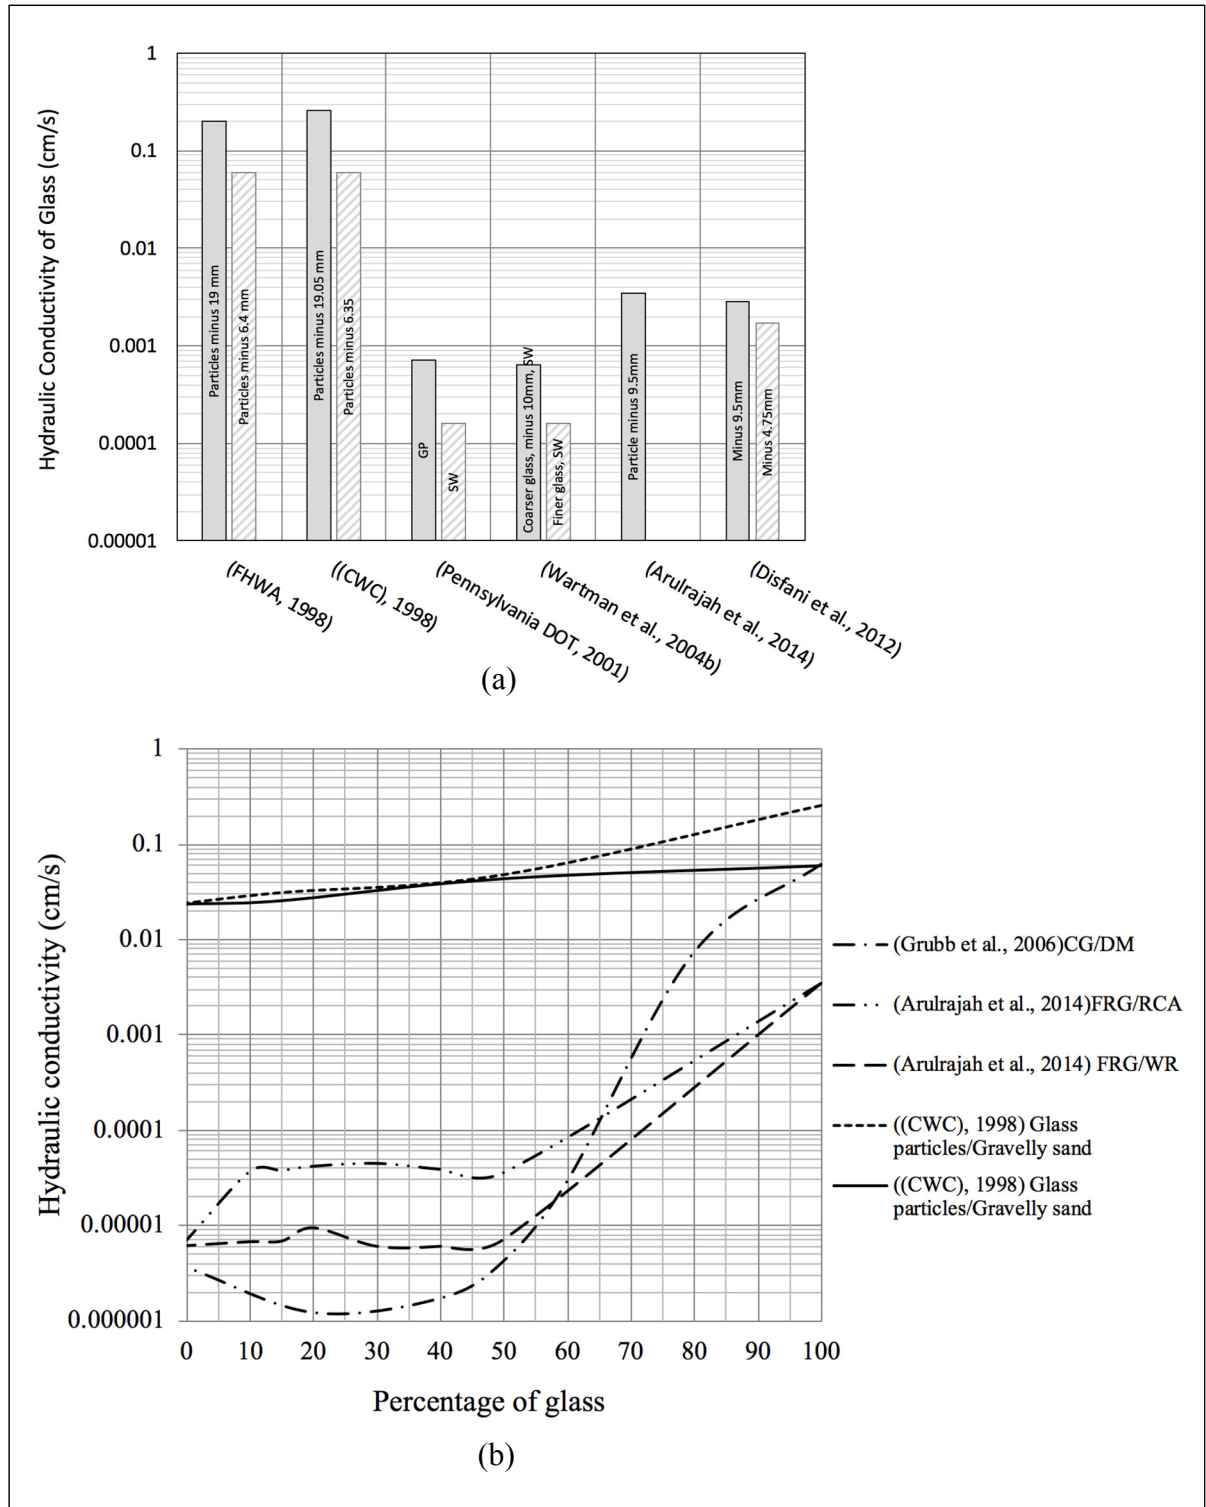 Hydraulic Conductivity of Glass (cm/s)
1
0.1
0.01
0.001
0.0001
0.00001
Particles minus 19 mm
Particles minus 6.4 mm
Particles minus 19.05 mm
Particles minus 6.35
GP
SW
Coarser glass, minus 10mm, SW
Finer glass, SW
Particle minus 9.5mm
Minus 9.5mm
Minus 4.75mm
(FHWA, 1998)
((CWC), 1998)
(Pennsylvania DOT, 2001)
(Wartman et al., 2004b)
(Arulrajah et al., 2014)
(Disfani et al., 2012)
(a)
Hydraulic conductivity (cm/s)
1
0.1
0.01
0.001
0.0001
0.00001
0.000001
0 10 20 30 40 50 60 70 80 90 100
Percentage of glass
(Grubb et al., 2006)CG/DM
(Arulrajah et al., 2014)FRG/RCA
(Arulrajah et al., 2014) FRG/WR
((CWC), 1998) Glass
particles/Gravelly sand
((CWC), 1998) Glass
particles/Gravelly sand
(b)